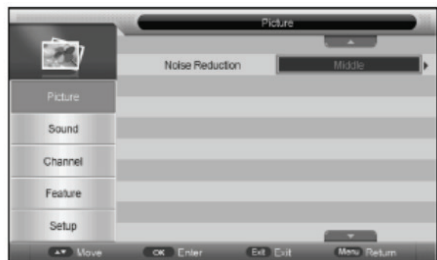 Picture
Noise Reduction Middle
Picture
Sound
Channel
Feature
Setup
Move OK Enter Exit Exit Menu Return